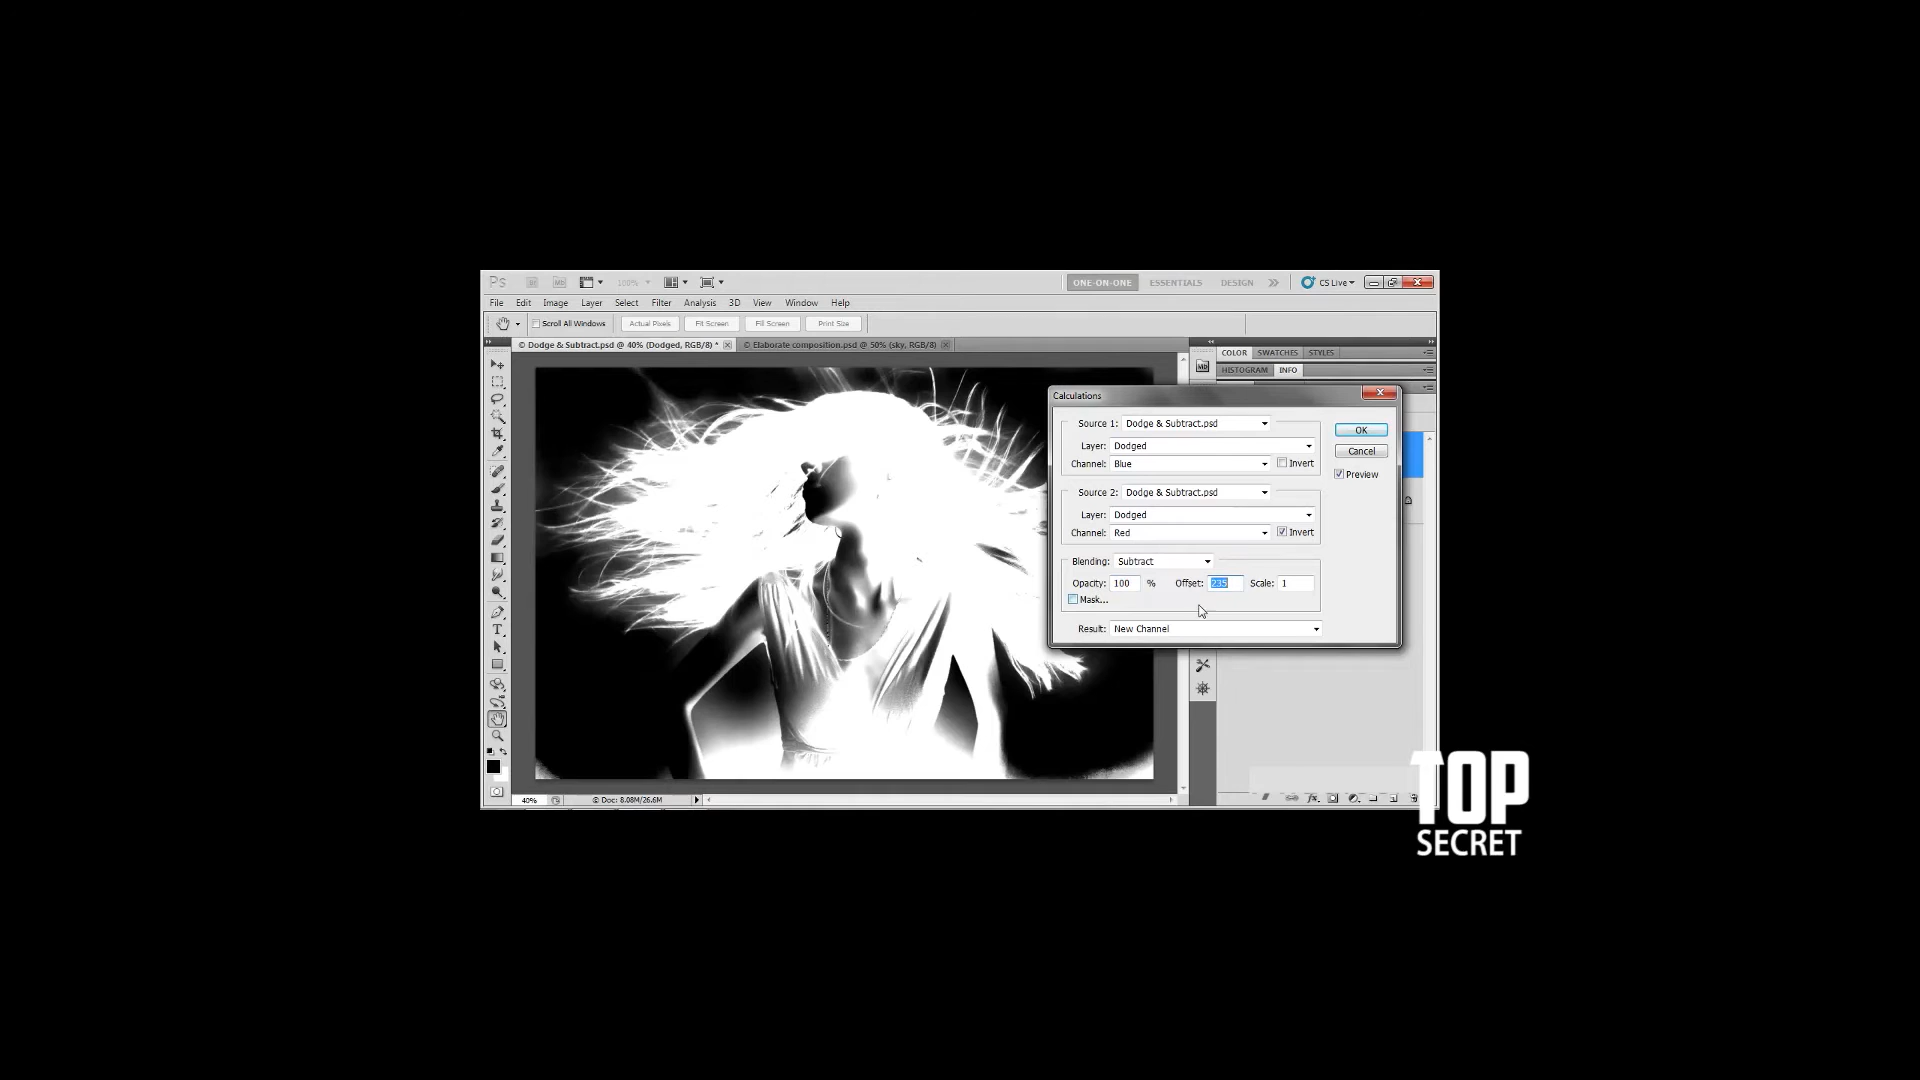 Ps Br Mb 100% ONE-ON-ONE ESSENTIALS DESIGN CS Live
File Edit Image Layer Select Filter Analysis 3D View Window Help
Scroll All Windows Actual Pixels Fit Screen Fill Screen Print Size
© Dodge & Subtract.psd @ 40% (Dodged, RGB/8) * © Elaborate composition.psd @ 50% (sky, RGB/8)
COLOR SWATCHES STYLES
HISTOGRAM INFO
Calculations
Source 1: Dodge & Subtract.psd
OK
Layer: Dodged
Cancel
Channel: Blue Invert
Preview
Source 2: Dodge & Subtract.psd
Layer: Dodged
Channel: Red Invert
Blending: Subtract
Opacity: 100 % Offset: 235 Scale: 1
Mask...
Result: New Channel
40% © Doc: 8.08M/26.6M
TOP
SECRET